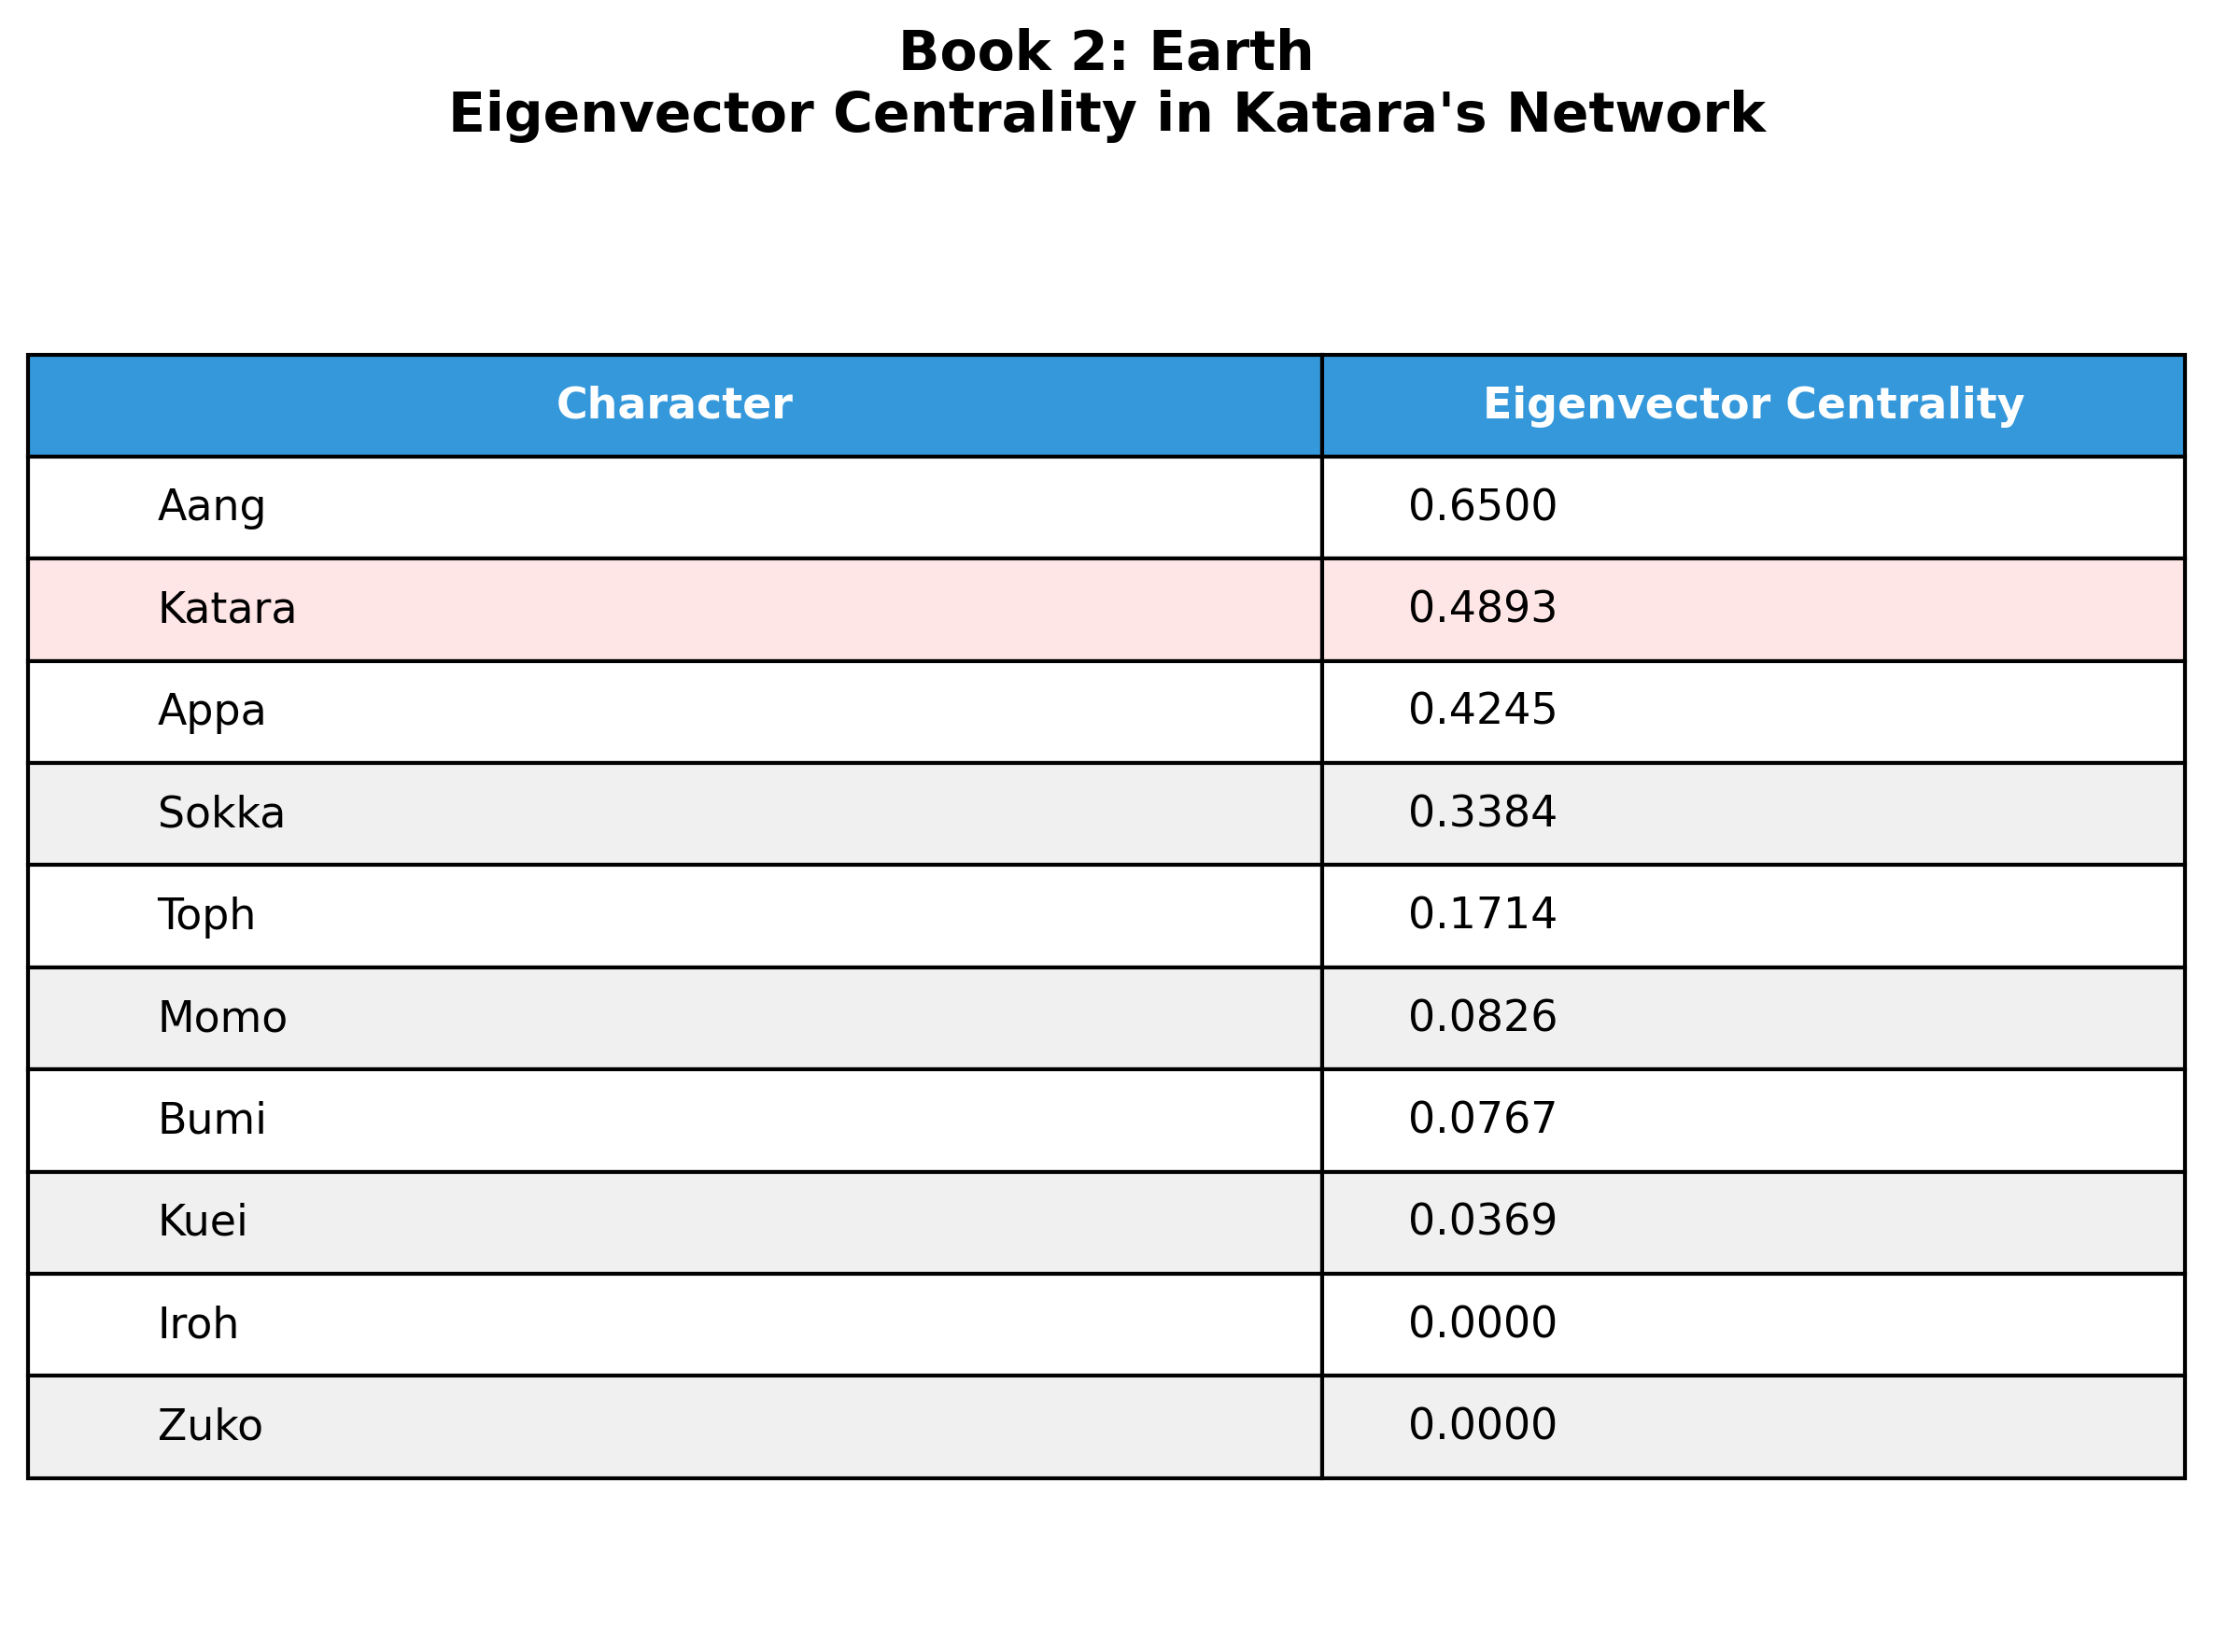 Book 2: Earth
Eigenvector Centrality in Katara's Network
Character Eigenvector Centrality
Aang 0.6500
Katara 0.4893
Appa 0.4245
Sokka 0.3384
Toph 0.1714
Momo 0.0826
Bumi 0.0767
Kuei 0.0369
Iroh 0.0000
Zuko 0.0000